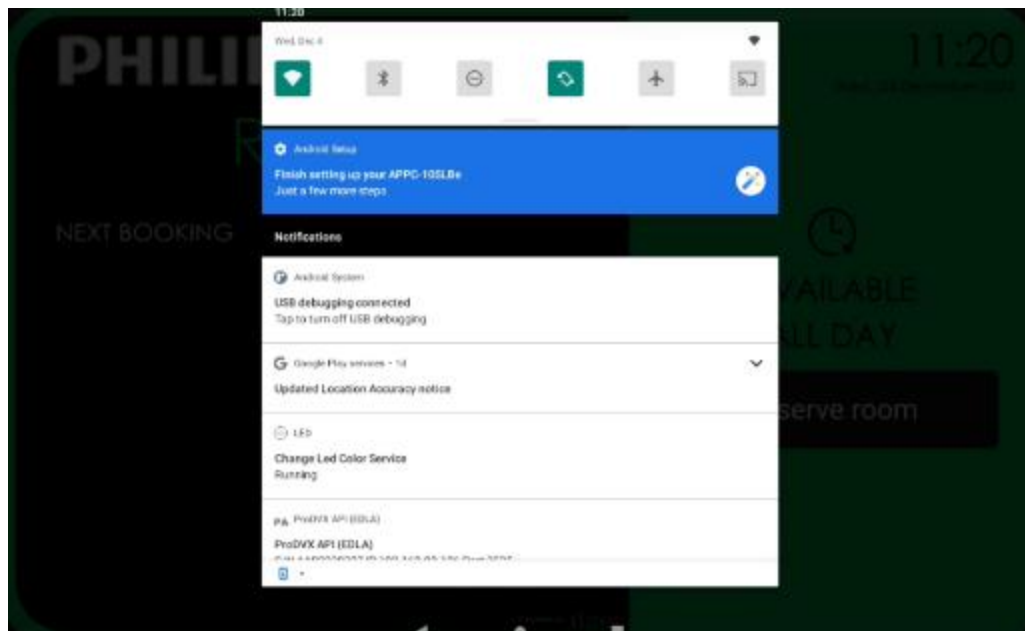 11:20
Wed, Dec 4
PHILI
11:20
Android Setup
Finish setting up your APPC-10SLBe
Just a few more steps
NEXT BOOKING
Notifications
Android System
USB debugging connected
Tap to turn off USB debugging
VAILABLE
LL DAY
Google Play services • 1d
Updated Location Accuracy notice
serve room
LED
Change Led Color Service
Running
PA ProDVX API (EDLA)
ProDVX API (EDLA)